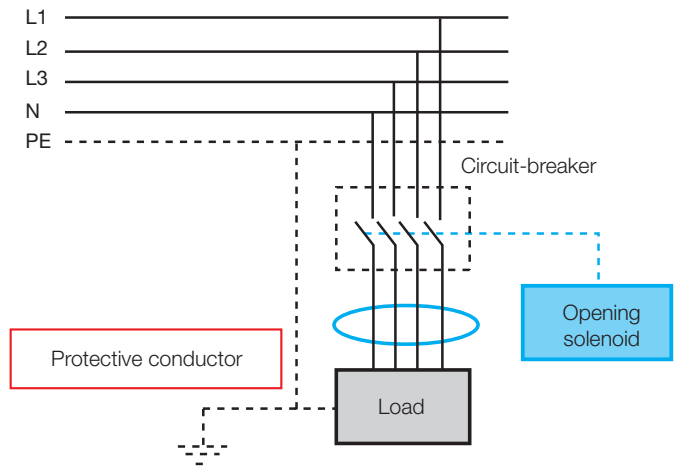 L1
L2
L3
N
PE
Circuit-breaker
Opening
solenoid
Protective conductor
Load